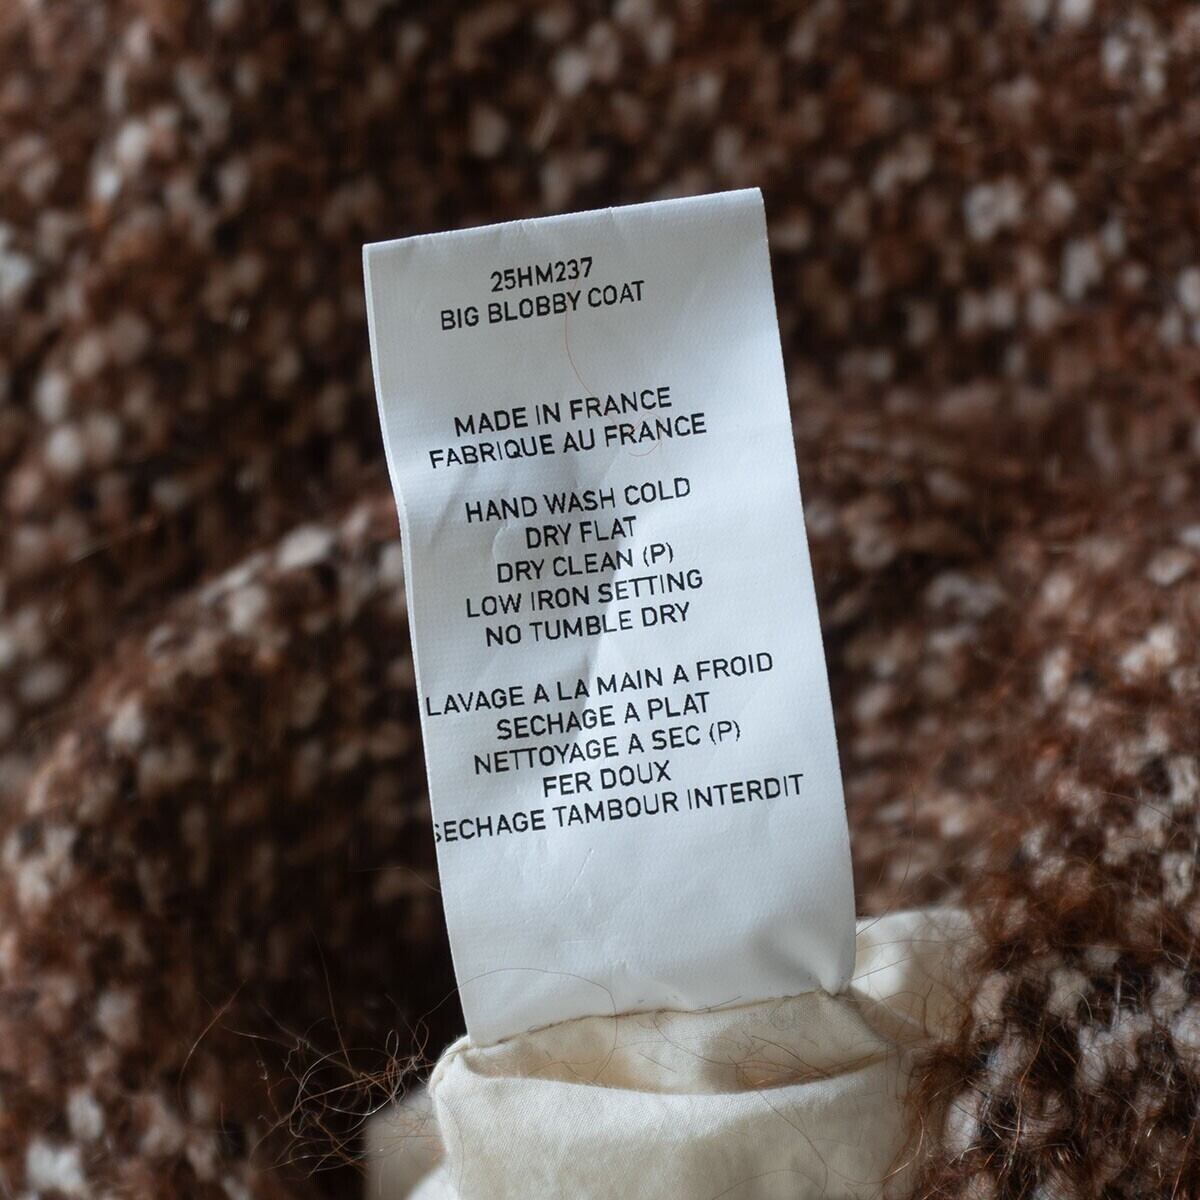 25HM237
BIG BLOBBY COAT
MADE IN FRANCE
FABRIQUE AU FRANCE
HAND WASH COLD
DRY FLAT
DRY CLEAN (P)
LOW IRON SETTING
NO TUMBLE DRY
LAVAGE A LA MAIN A FROID
SECHAGE A PLAT
NETTOYAGE A SEC (P)
FER DOUX
SECHAGE TAMBOUR INTERDIT